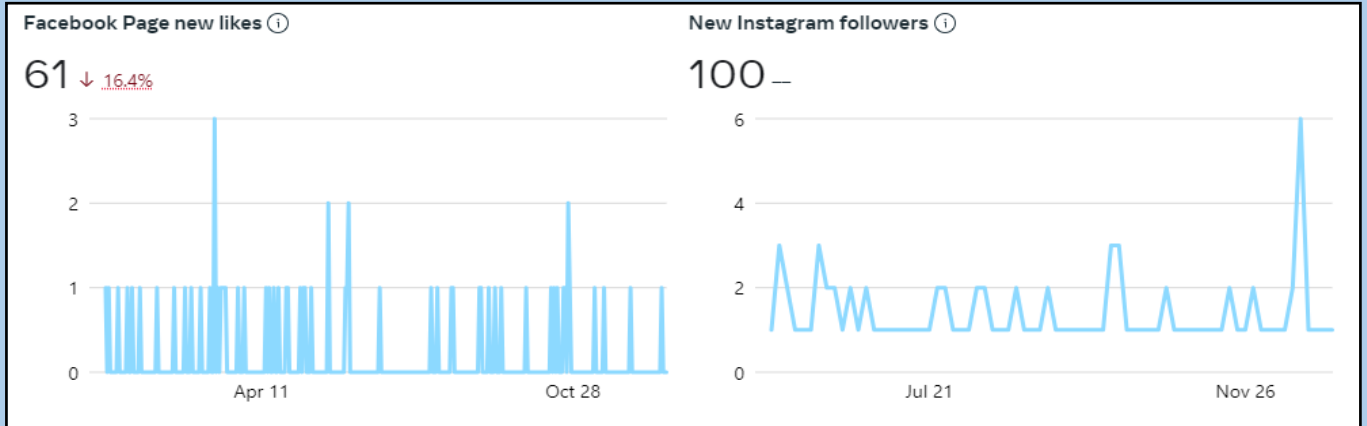 Facebook Page new likes
61 ↓ 16.4%
3
2
1
0
Apr 11 Oct 28
New Instagram followers
100 --
6
4
2
0
Jul 21 Nov 26